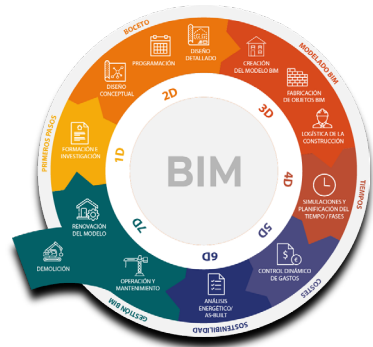 BIM
PRIMEROS PASOS
1D
FORMACIÓN E
INVESTIGACIÓN
BOCETO
2D
DISEÑO
CONCEPTUAL
PROGRAMACIÓN
DISEÑO
DETALLADO
MODELADO BIM
3D
CREACIÓN
DEL MODELO BIM
FABRICACIÓN
DE OBJETOS BIM
LOGÍSTICA DE LA
CONSTRUCCIÓN
TIEMPOS
4D
SIMULACIONES Y
PLANIFICACIÓN DEL
TIEMPO / FASES
COSTES
5D
CONTROL DINÁMICO
DE GASTOS
SOSTENIBILIDAD
6D
ANÁLISIS
ENERGÉTICO/
AS-BUILT
GESTIÓN BIM
7D
OPERACIÓN Y
MANTENIMIENTO
RENOVACIÓN
DEL MODELO
DEMOLICIÓN